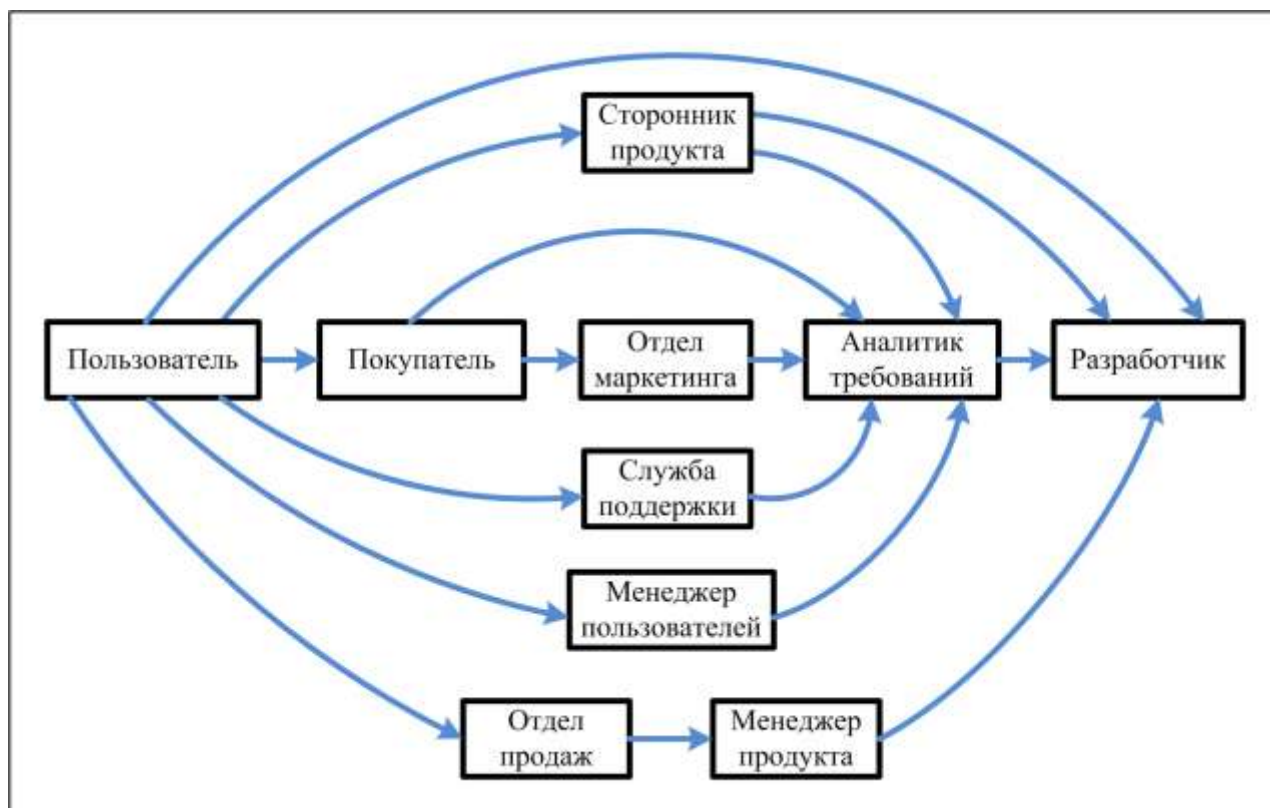 Сторонник
продукта
Пользователь
Покупатель
Отдел
маркетинга
Аналитик
требований
Разработчик
Служба
поддержки
Менеджер
пользователей
Отдел
продаж
Менеджер
продукта